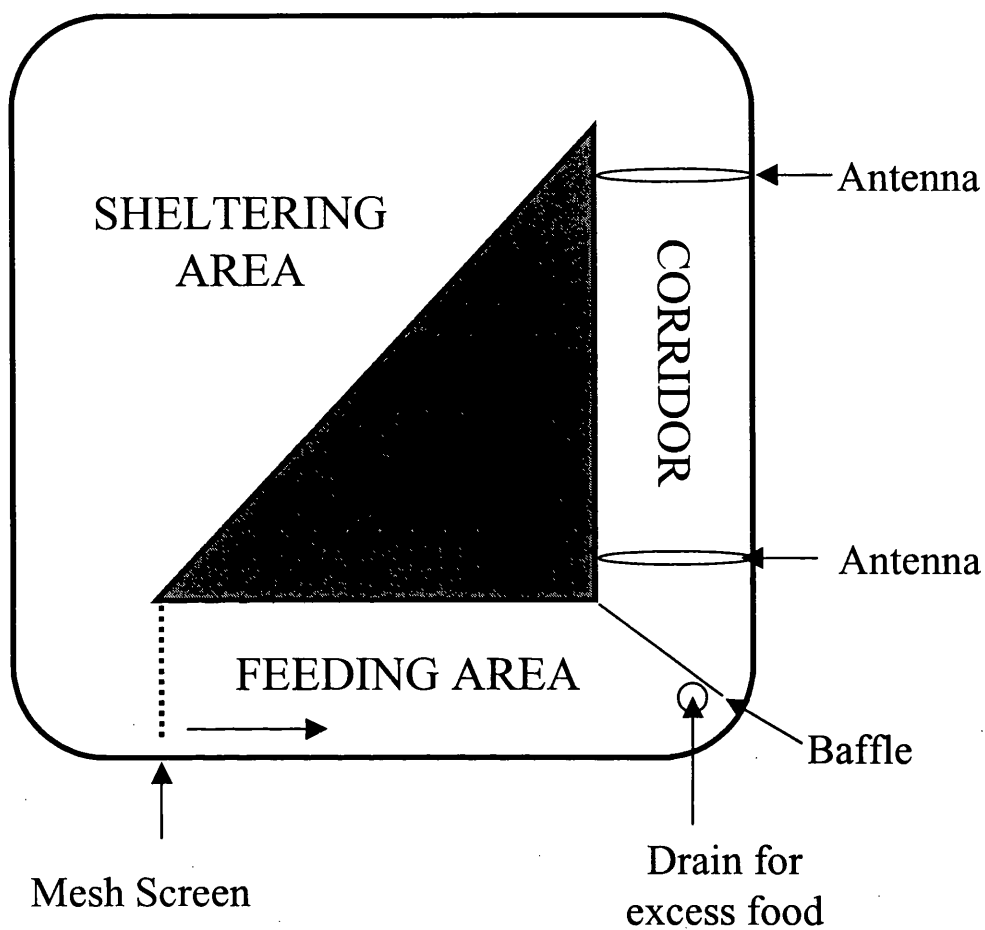 Antenna
SHELTERING
AREA
CORRIDOR
Antenna
FEEDING AREA
Baffle
Drain for
excess food
Mesh Screen